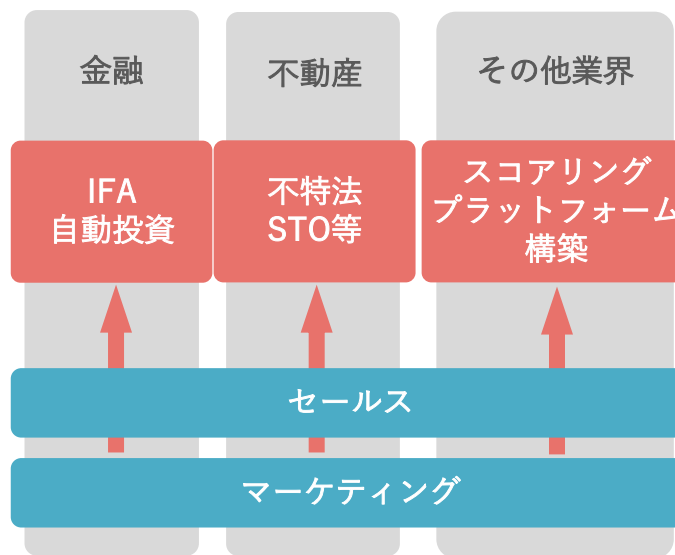 金融
不動産
その他業界
IFA
自動投資
不特法
STO等
スコアリング
プラットフォーム
構築
セールス
マーケティング